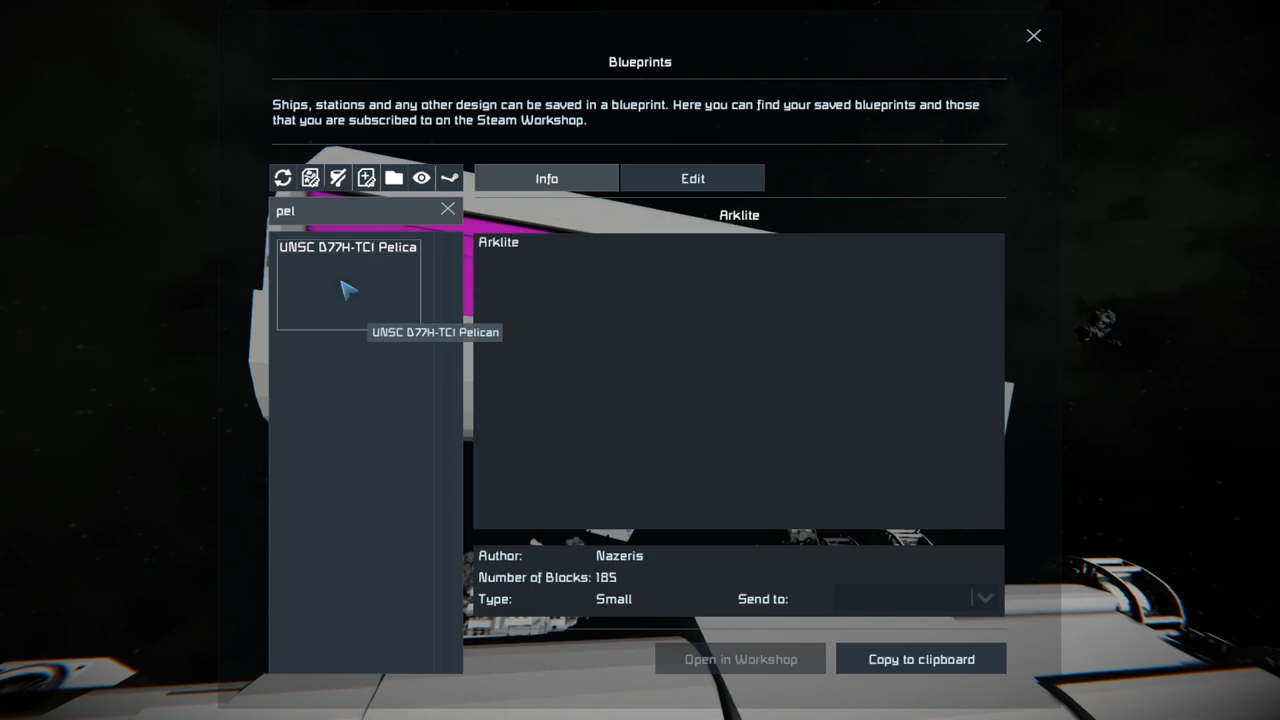 Blueprints
Ships, stations and any other design can be saved in a blueprint. Here you can find your saved blueprints and those
that you are subscribed to on the Steam Workshop.
Info
Edit
pel
Arklite
UNSC D77H-TCI Pelica
Arklite
UNSC D77H-TCI Pelican
Author: Nazeris
Number of Blocks: 185
Type: Small Send to:
Open in Workshop
Copy to clipboard